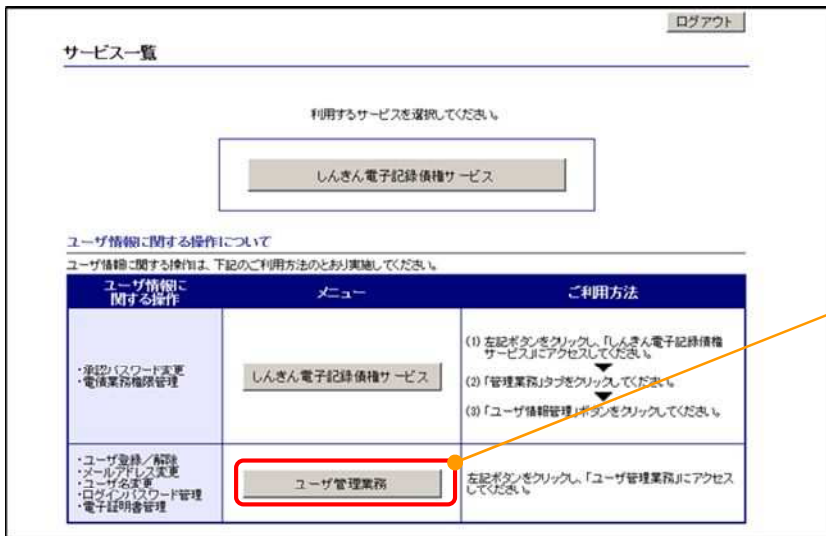 ログアウト
サービス一覧
利用するサービスを選択してください。
しんきん電子記録債権サービス
ユーザ情報に関する操作について
ユーザ情報に関する操作は、下記のご利用方法のとおり実施してください。
ユーザ情報に
関する操作
メニュー
ご利用方法
・承認パスワード変更
・電債業務権限管理
しんきん電子記録債権サービス
(1) 左記ボタンをクリックし、「しんきん電子記録債権
サービス」にアクセスしてください。
(2)「管理業務」タブをクリックしてください。
(3)「ユーザ情報管理」ボタンをクリックしてください。
・ユーザ登録／解除
・メールアドレス変更
・ユーザ名変更
・ログインパスワード管理
・電子証明書管理
ユーザ管理業務
左記ボタンをクリックし、「ユーザ管理業務」にアクセス
してください。